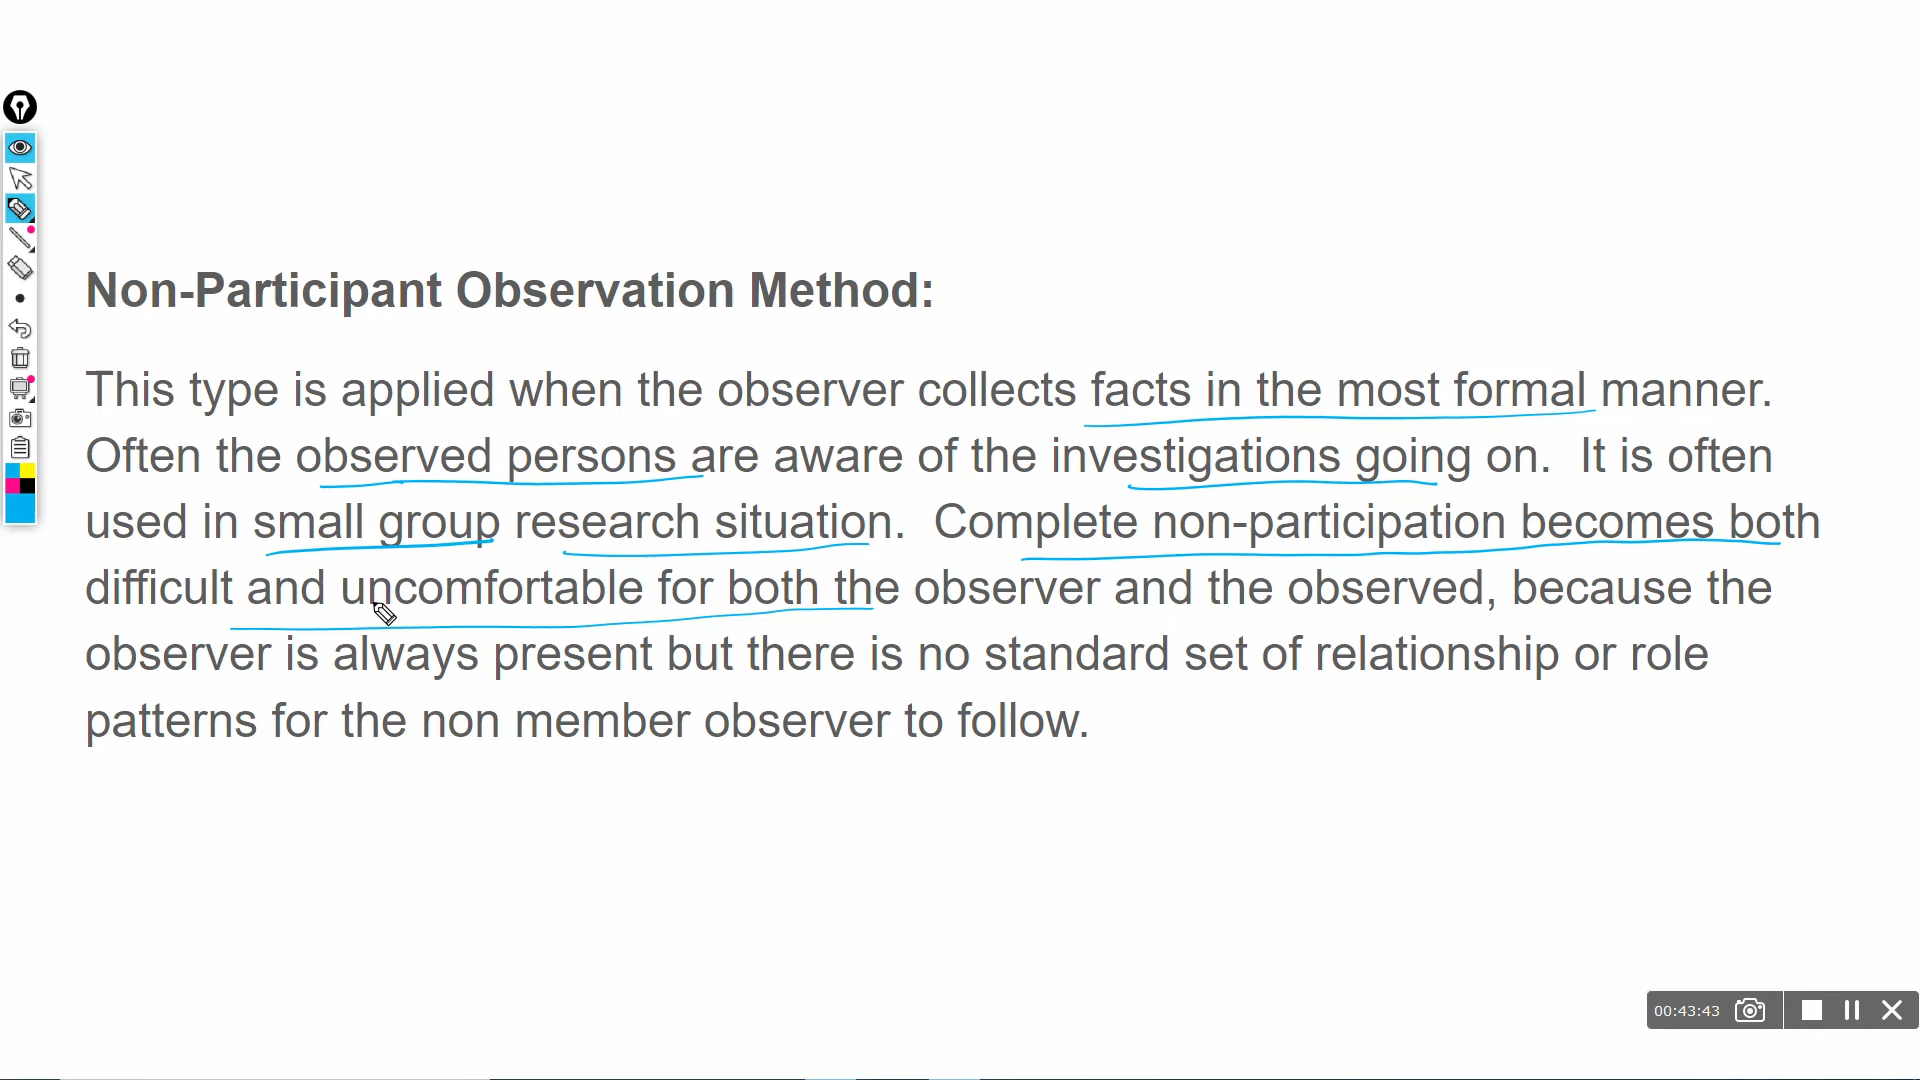 Non-Participant Observation Method:
This type is applied when the observer collects facts in the most formal manner.
Often the observed persons are aware of the investigations going on.  It is often
used in small group research situation.  Complete non-participation becomes both
difficult and uncomfortable for both the observer and the observed, because the
observer is always present but there is no standard set of relationship or role
patterns for the non member observer to follow.
00:43:43